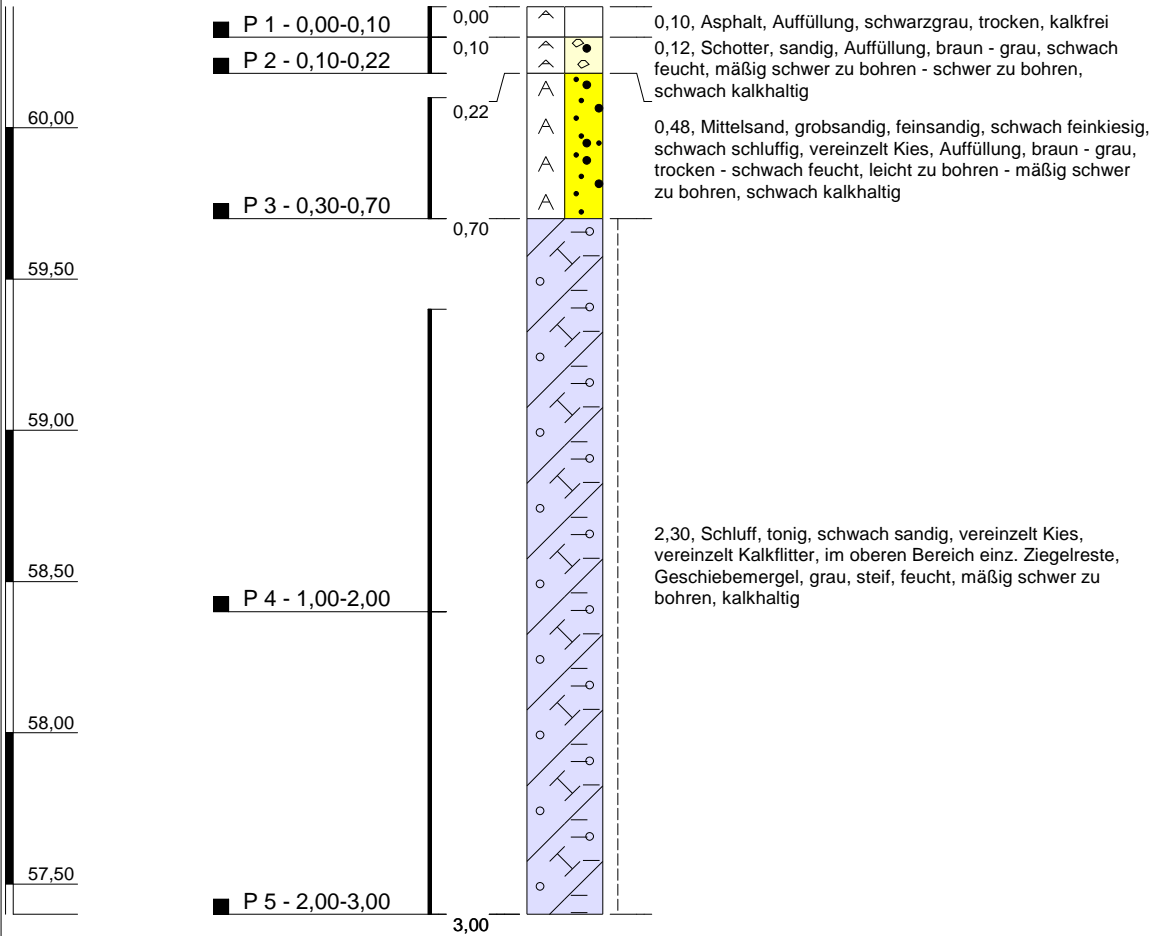 P 1 - 0,00-0,10
0,00
0,10, Asphalt, Auffüllung, schwarzgrau, trocken, kalkfrei
P 2 - 0,10-0,22
0,10
0,12, Schotter, sandig, Auffüllung, braun - grau, schwach
feucht, mäßig schwer zu bohren - schwer zu bohren,
schwach kalkhaltig
0,22
60,00
0,48, Mittelsand, grobsandig, feinsandig, schwach feinkiesig,
schwach schluffig, vereinzelt Kies, Auffüllung, braun - grau,
trocken - schwach feucht, leicht zu bohren - mäßig schwer
zu bohren, schwach kalkhaltig
P 3 - 0,30-0,70
0,70
59,50
59,00
2,30, Schluff, tonig, schwach sandig, vereinzelt Kies,
vereinzelt Kalkflitter, im oberen Bereich einz. Ziegelreste,
Geschiebemergel, grau, steif, feucht, mäßig schwer zu
bohren, kalkhaltig
58,50
P 4 - 1,00-2,00
58,00
57,50
P 5 - 2,00-3,00
3,00